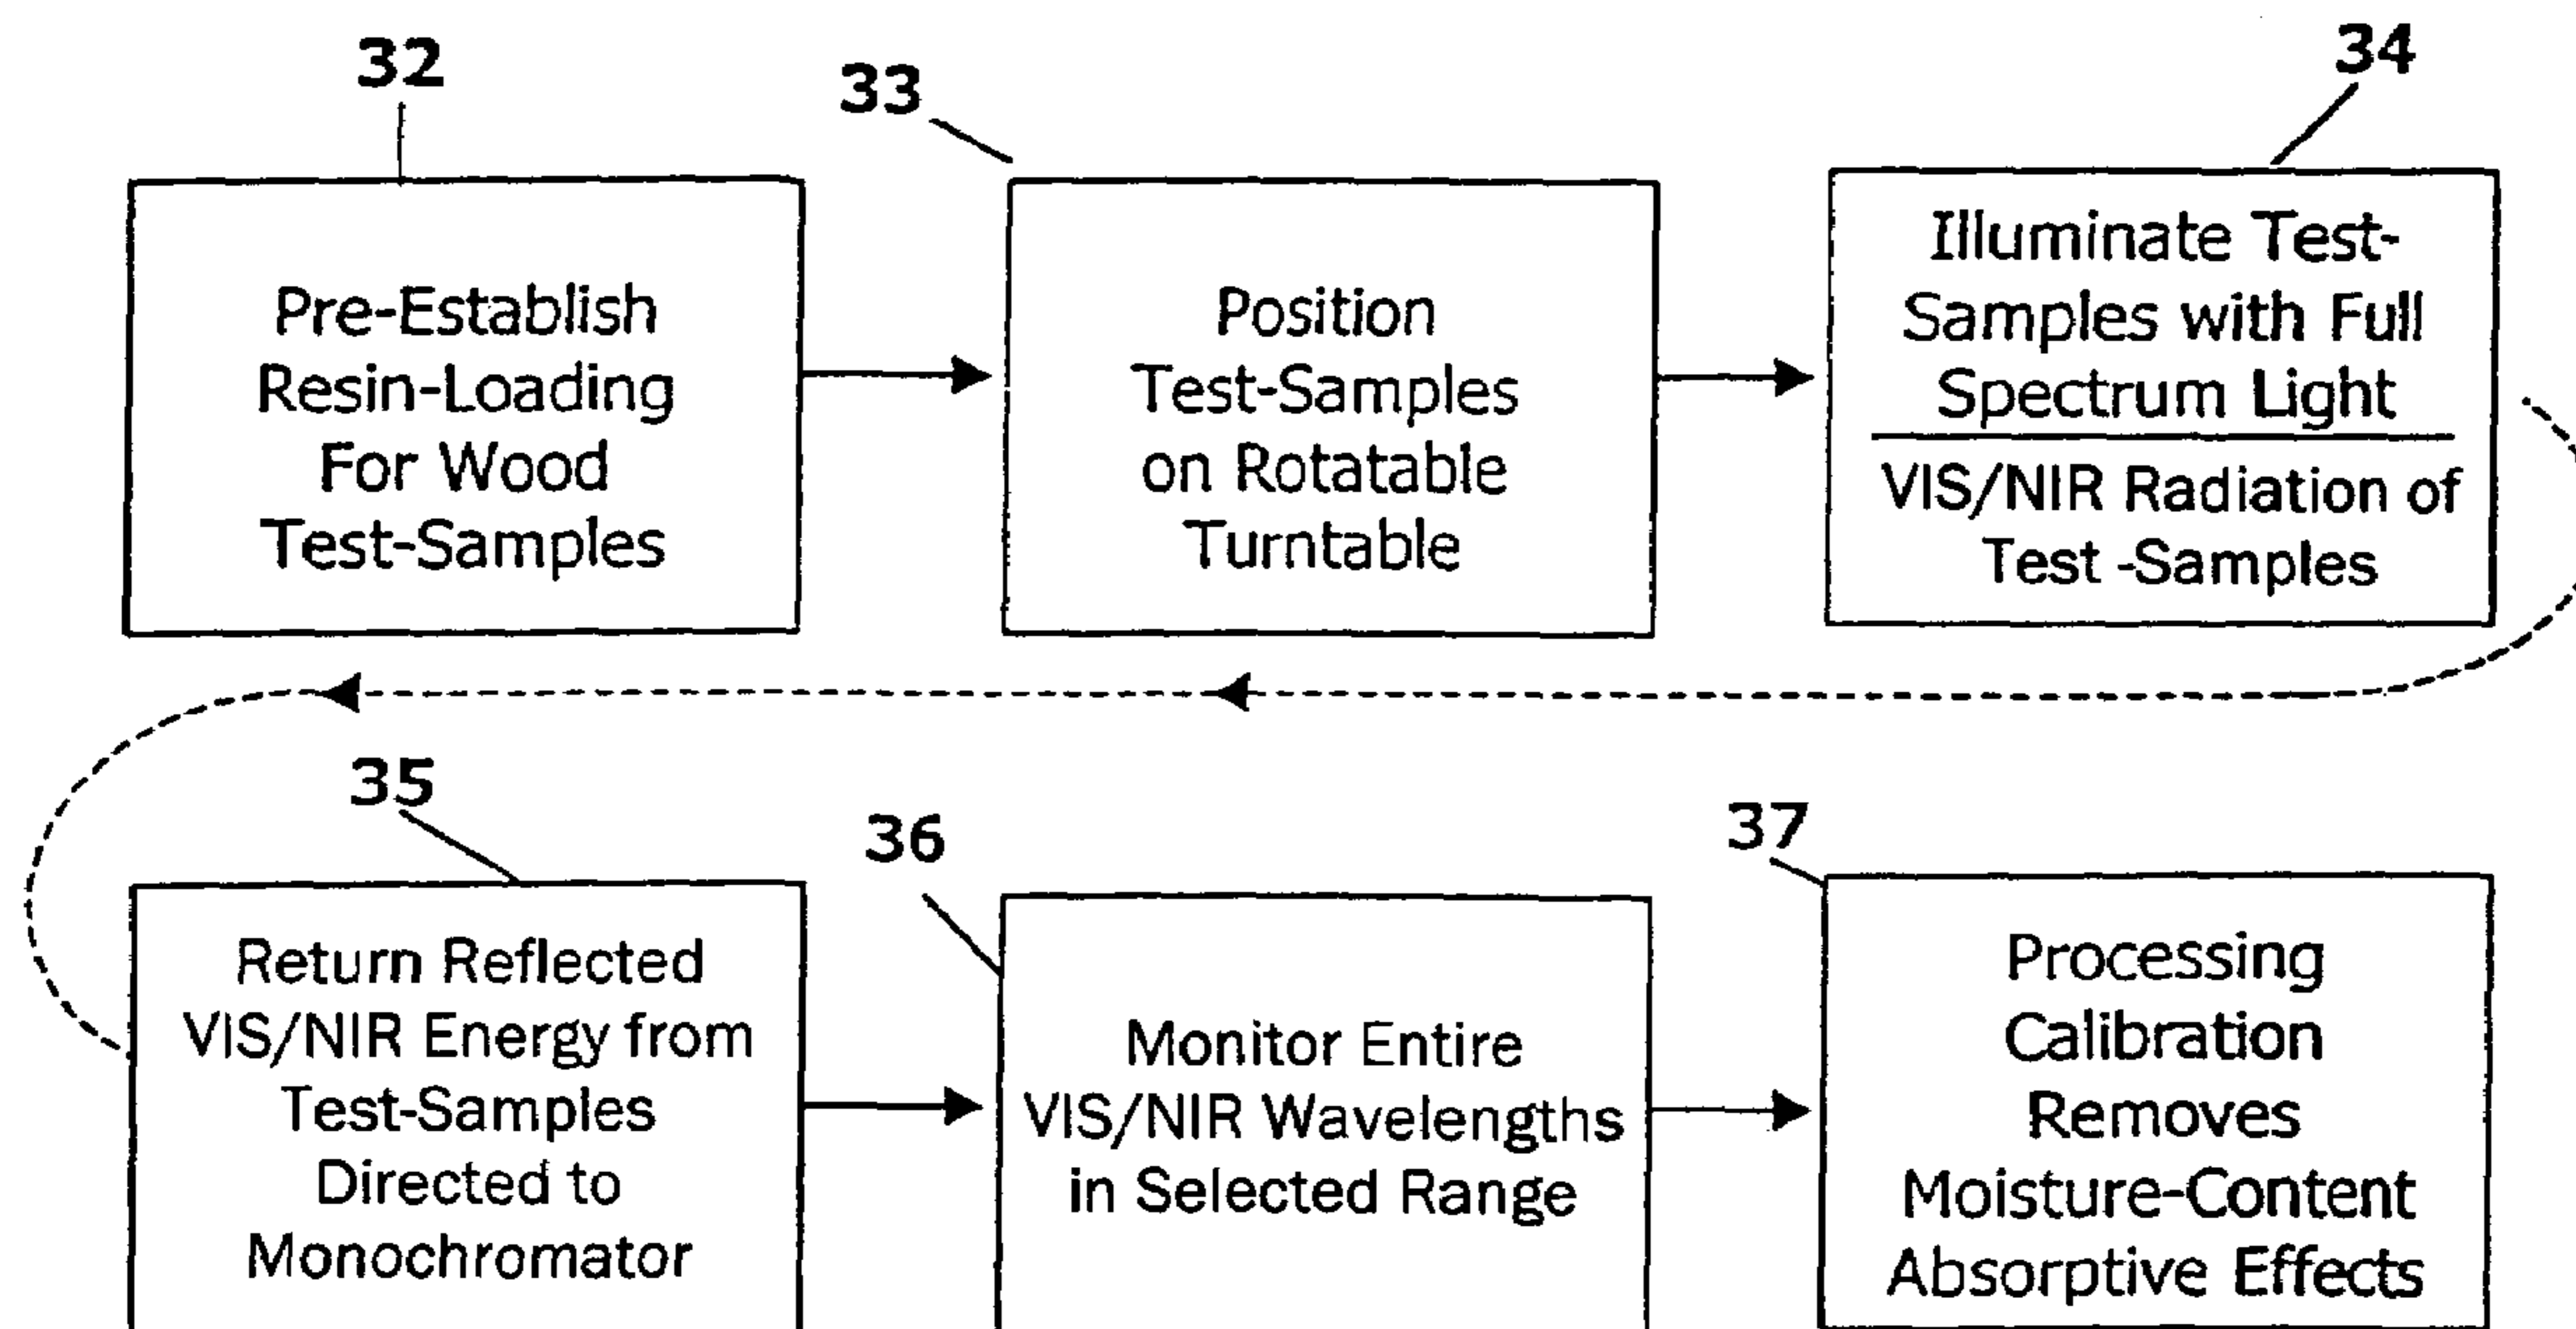 32
33
34
Pre-Establish
Resin-Loading
For Wood
Test-Samples
Position
Test-Samples
on Rotatable
Turntable
Illuminate Test-
Samples with Full
Spectrum Light
VIS/NIR Radiation of
Test -Samples
35
36
37
Return Reflected
VIS/NIR Energy from
Test-Samples
Directed to
Monochromator
Monitor Entire
VIS/NIR Wavelengths
in Selected Range
Processing
Calibration
Removes
Moisture-Content
Absorptive Effects